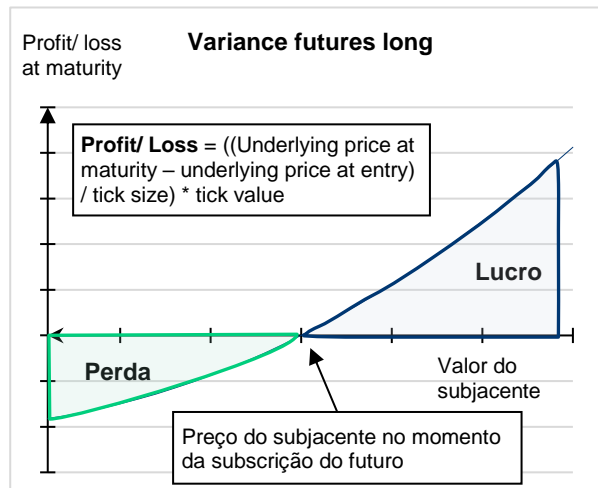 Profit/ loss
at maturity
Variance futures long
Profit/ Loss = ((Underlying price at
maturity – underlying price at entry)
/ tick size) * tick value
Lucro
Perda
Valor do
subjacente
Preço do subjacente no momento
da subscrição do futuro